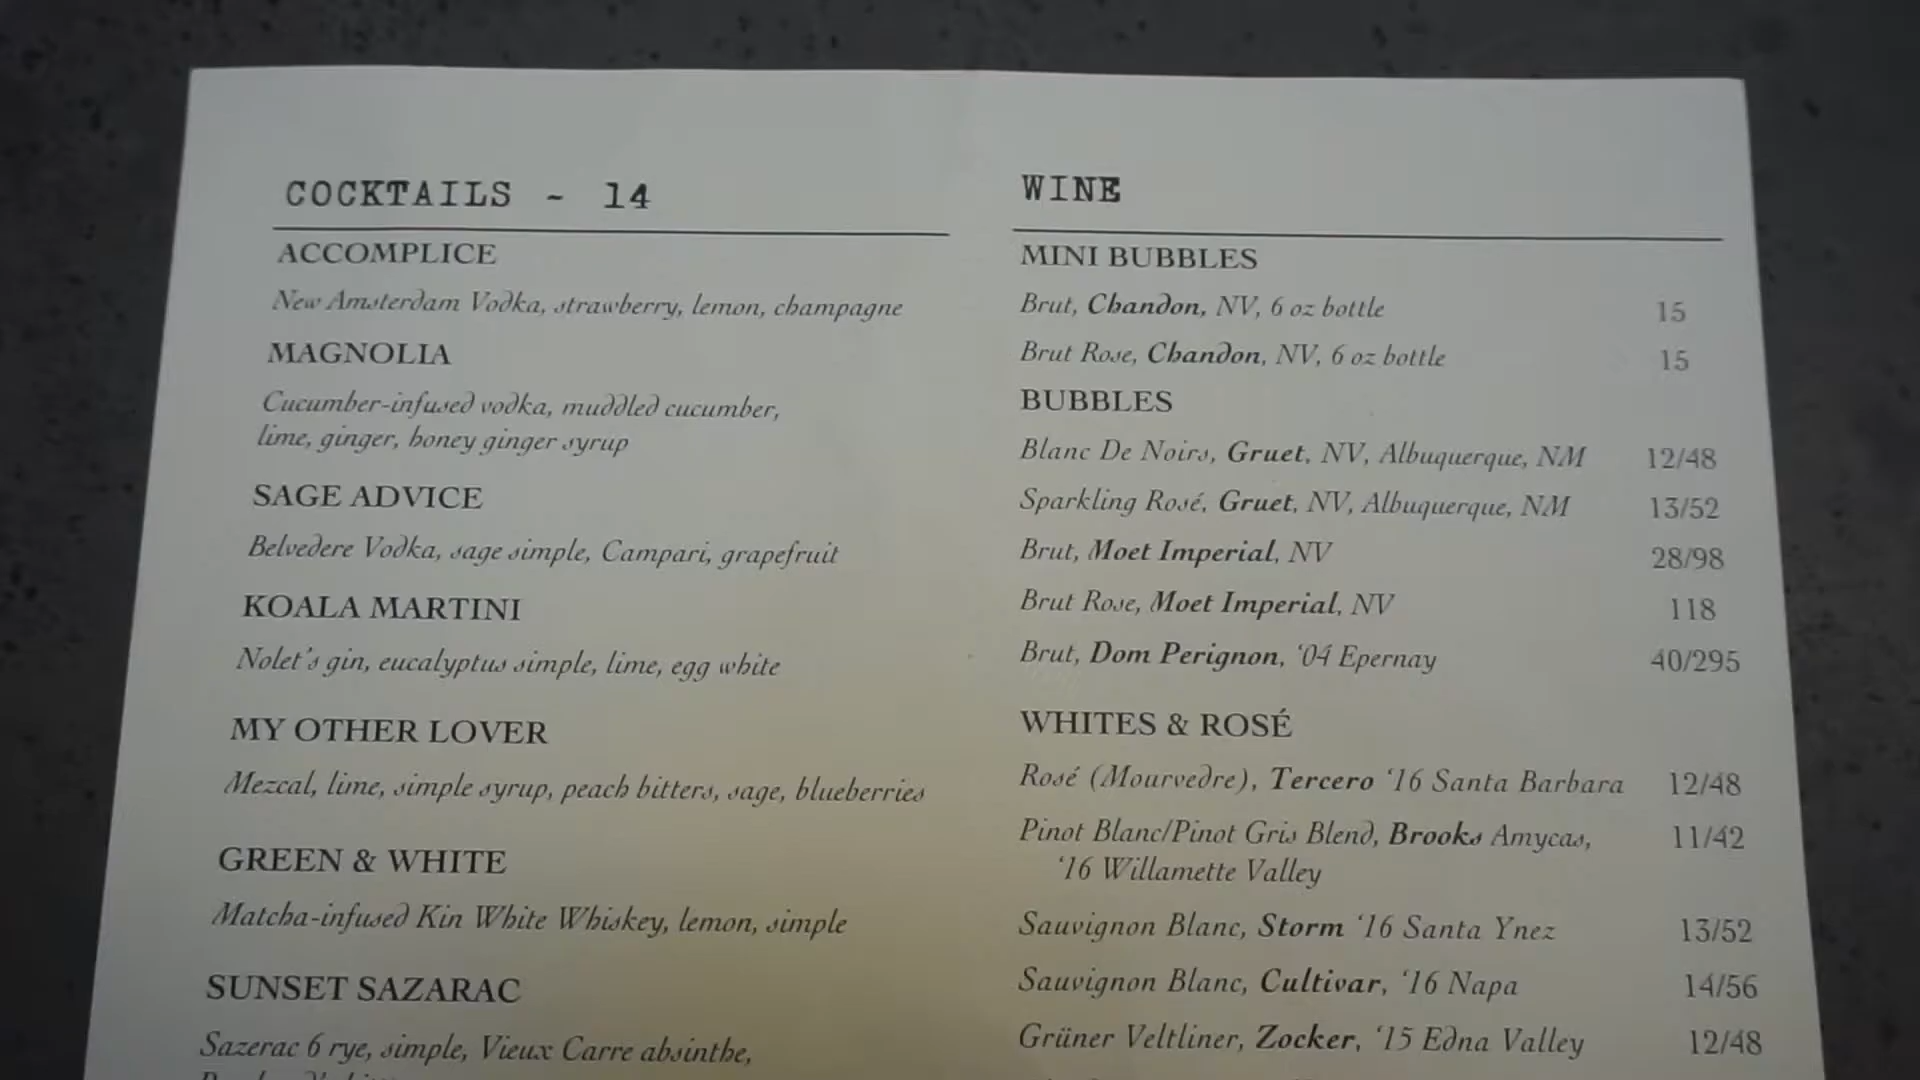 COCKTAILS - 14
ACCOMPLICE
New Amsterdam Vodka, strawberry, lemon, champagne
MAGNOLIA
Cucumber-infused vodka, muddled cucumber,
lime, ginger, honey ginger syrup
SAGE ADVICE
Belvedere Vodka, sage simple, Campari, grapefruit
KOALA MARTINI
Nolet's gin, eucalyptus simple, lime, egg white
MY OTHER LOVER
Mezcal, lime, simple syrup, peach bitters, sage, blueberries
GREEN & WHITE
Matcha-infused Kin White Whiskey, lemon, simple
SUNSET SAZARAC
Sazerac 6 rye, simple, Vieux Carre absinthe,
WINE
MINI BUBBLES
Brut, Chandon, NV, 6 oz bottle 15
Brut Rose, Chandon, NV, 6 oz bottle 15
BUBBLES
Blanc De Noirs, Gruet, NV, Albuquerque, NM 12/48
Sparkling Rosé, Gruet, NV, Albuquerque, NM 13/52
Brut, Moet Imperial, NV 28/98
Brut Rose, Moet Imperial, NV 118
Brut, Dom Perignon, '04 Epernay 40/295
WHITES & ROSÉ
Rosé (Mourvedre), Tercero '16 Santa Barbara 12/48
Pinot Blanc/Pinot Gris Blend, Brooks Amycas, 11/42
'16 Willamette Valley
Sauvignon Blanc, Storm '16 Santa Ynez 13/52
Sauvignon Blanc, Cultivar, '16 Napa 14/56
Grüner Veltliner, Zocker, '15 Edna Valley 12/48